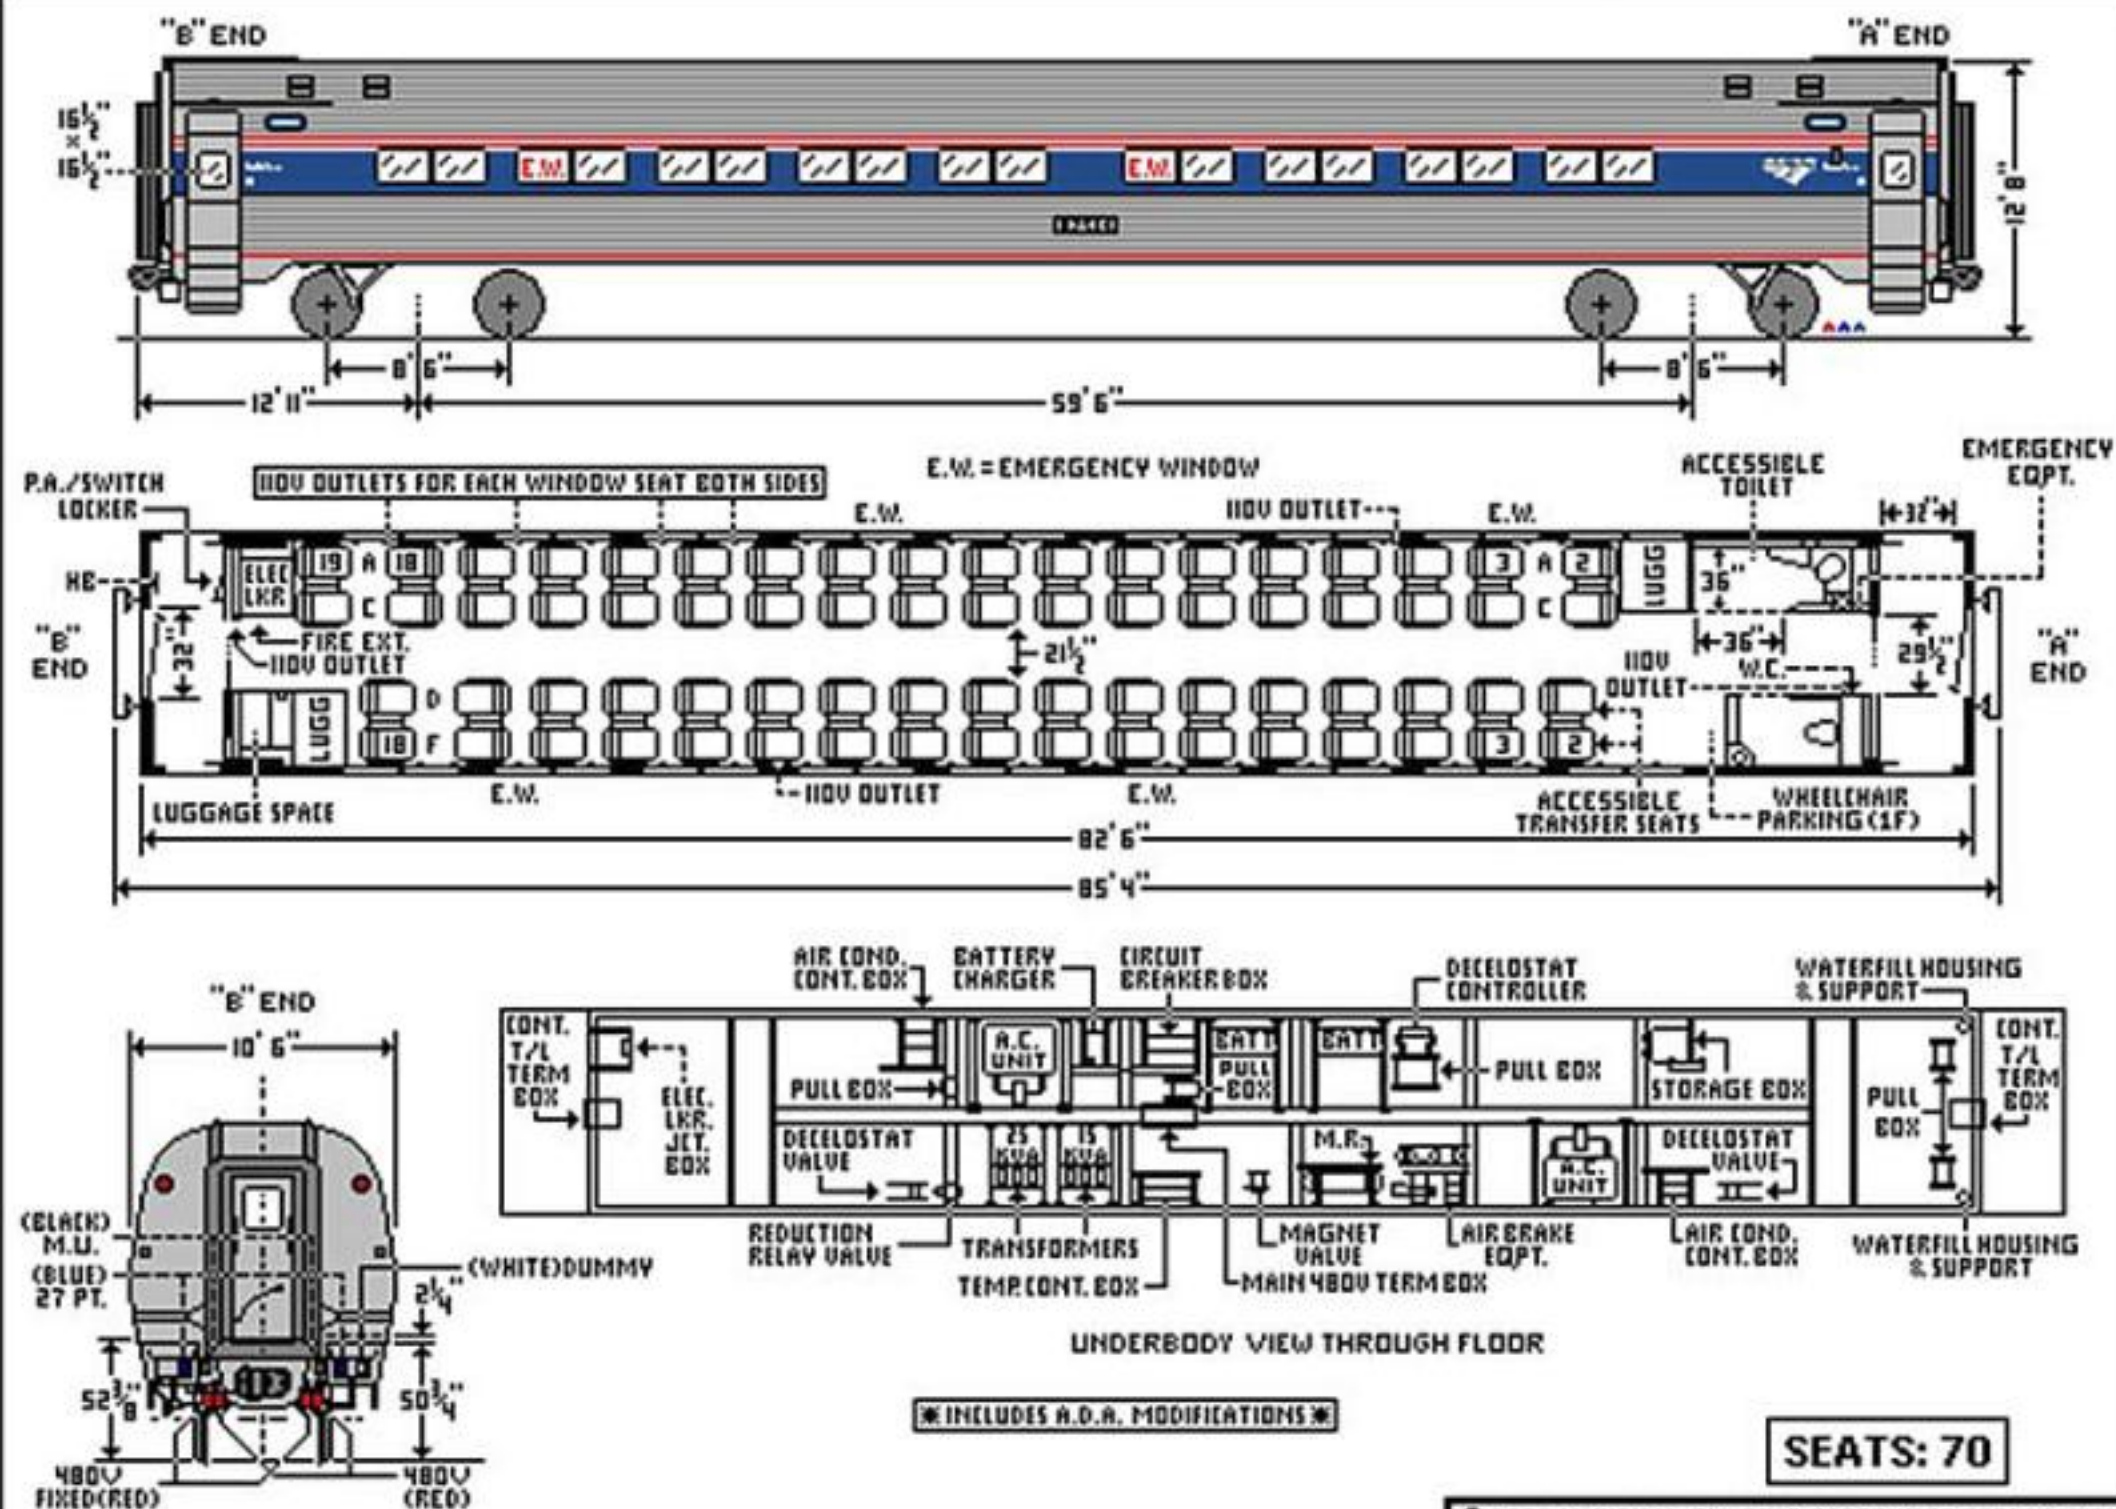 "B" END
"A" END
16½"
x
16½"
E.W.
E.W.
12' 8"
8' 6"
8' 6"
12' 11"
59' 6"
P.A./SWITCH
LOCKER
110V OUTLETS FOR EACH WINDOW SEAT BOTH SIDES
E.W. = EMERGENCY WINDOW
ACCESSIBLE
TOILET
EMERGENCY
EQPT.
E.W.
110V OUTLET
E.W.
32"
HB
ELEC
LKR
19 A 18
C
3 A 2
C
LUGG
36"
"B"
END
32"
FIRE EXT.
110V OUTLET
21½"
36"
29½"
"A"
END
110V
OUTLET
W.C.
LUGG
D
18 F
3 2
E.W.
110V OUTLET
E.W.
LUGGAGE SPACE
ACCESSIBLE
TRANSFER SEATS
WHEELCHAIR
PARKING (1F)
82' 6"
85' 4"
"B" END
10' 6"
(BLACK)
M.U.
(BLUE)
27 PT.
(WHITE) DUMMY
2¼"
52⅜"
50¾"
480V
FIXED (RED)
480V
(RED)
AIR COND.
CONT. BOX
BATTERY
CHARGER
CIRCUIT
BREAKER BOX
DECELOSTAT
CONTROLLER
WATERFILL HOUSING
& SUPPORT
CONT.
T/L
TERM
BOX
ELEC.
LKR.
JCT.
BOX
PULL BOX
A.C.
UNIT
BATT
PULL
BOX
BATT
PULL BOX
STORAGE BOX
PULL
BOX
CONT.
T/L
TERM
BOX
DECELOSTAT
VALVE
25
KVA
15
KVA
M.R.
A.C.
UNIT
DECELOSTAT
VALVE
REDUCTION
RELAY VALVE
TRANSFORMERS
TEMP. CONT. BOX
MAGNET
VALVE
MAIN 480V TERM BOX
AIR BRAKE
EQPT.
AIR COND.
CONT. BOX
WATERFILL HOUSING
& SUPPORT
UNDERBODY VIEW THROUGH FLOOR
✱ INCLUDES A.D.A. MODIFICATIONS ✱
SEATS: 70